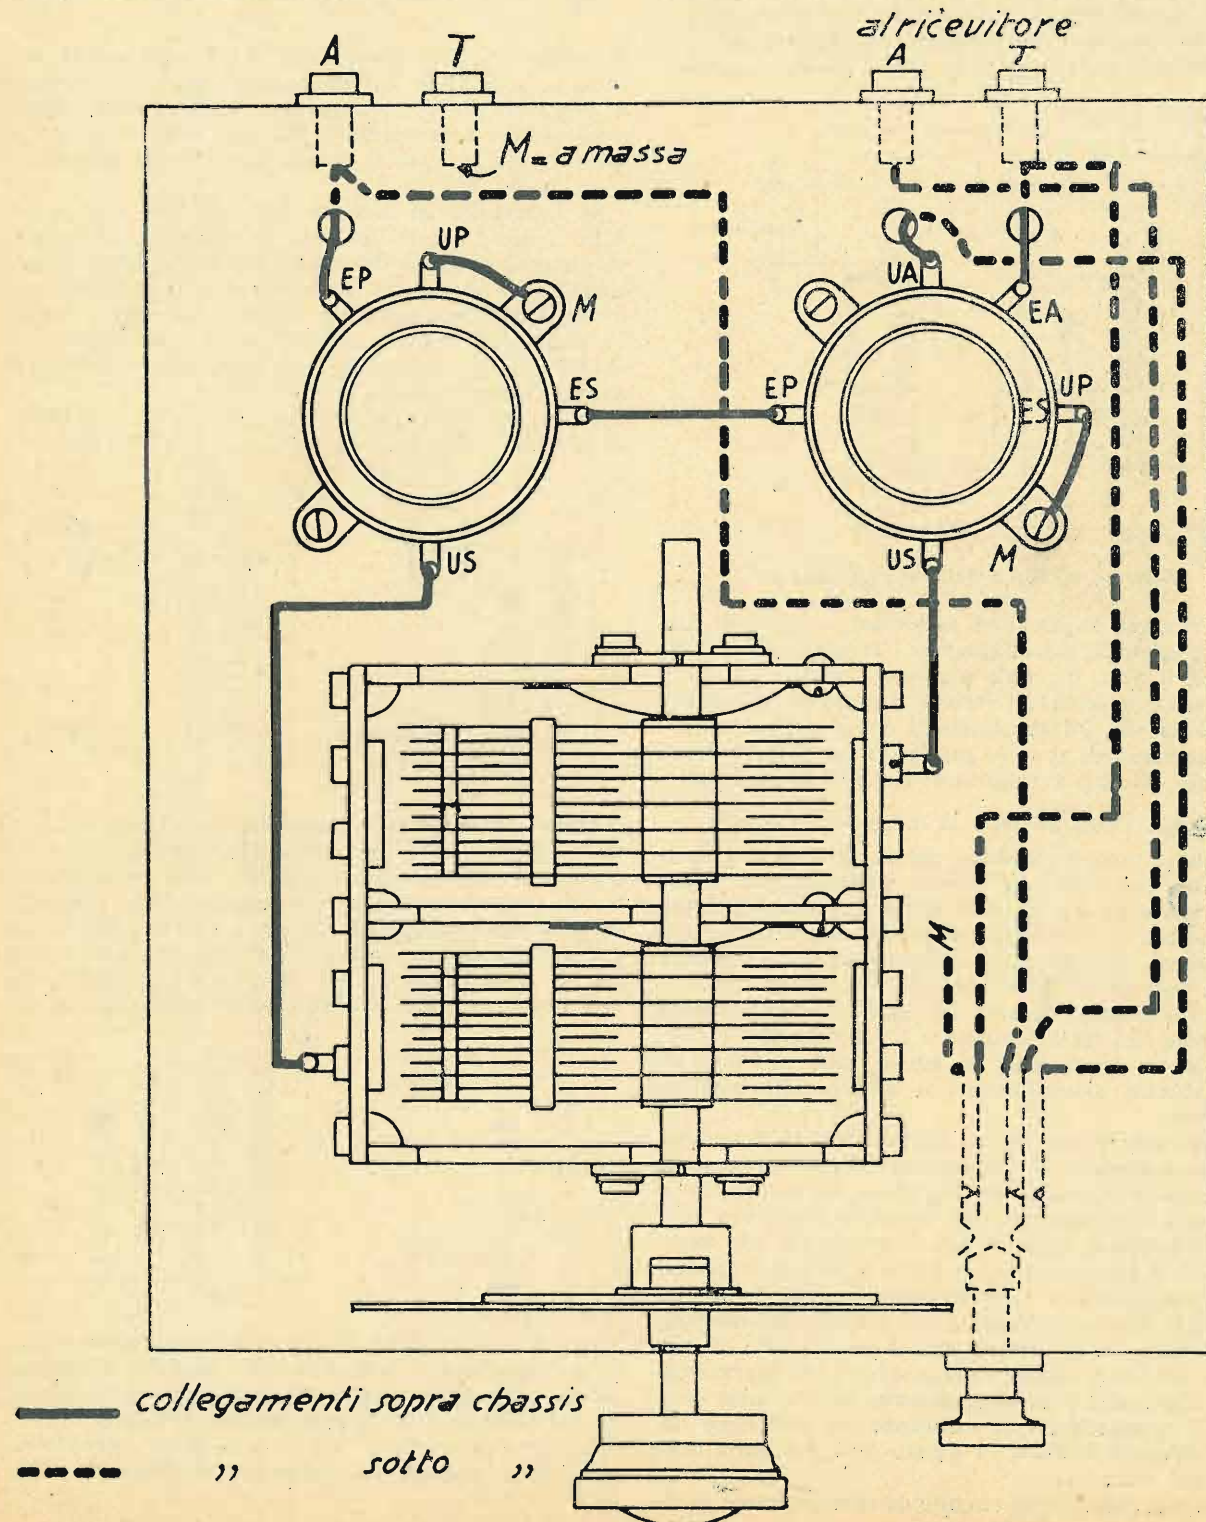 al ricevitore
A T A T
M = a massa
UP
EP M
UA
EA
ES EP UP
ES
US US M
M
collegamenti sopra chassis
,, sotto ,,